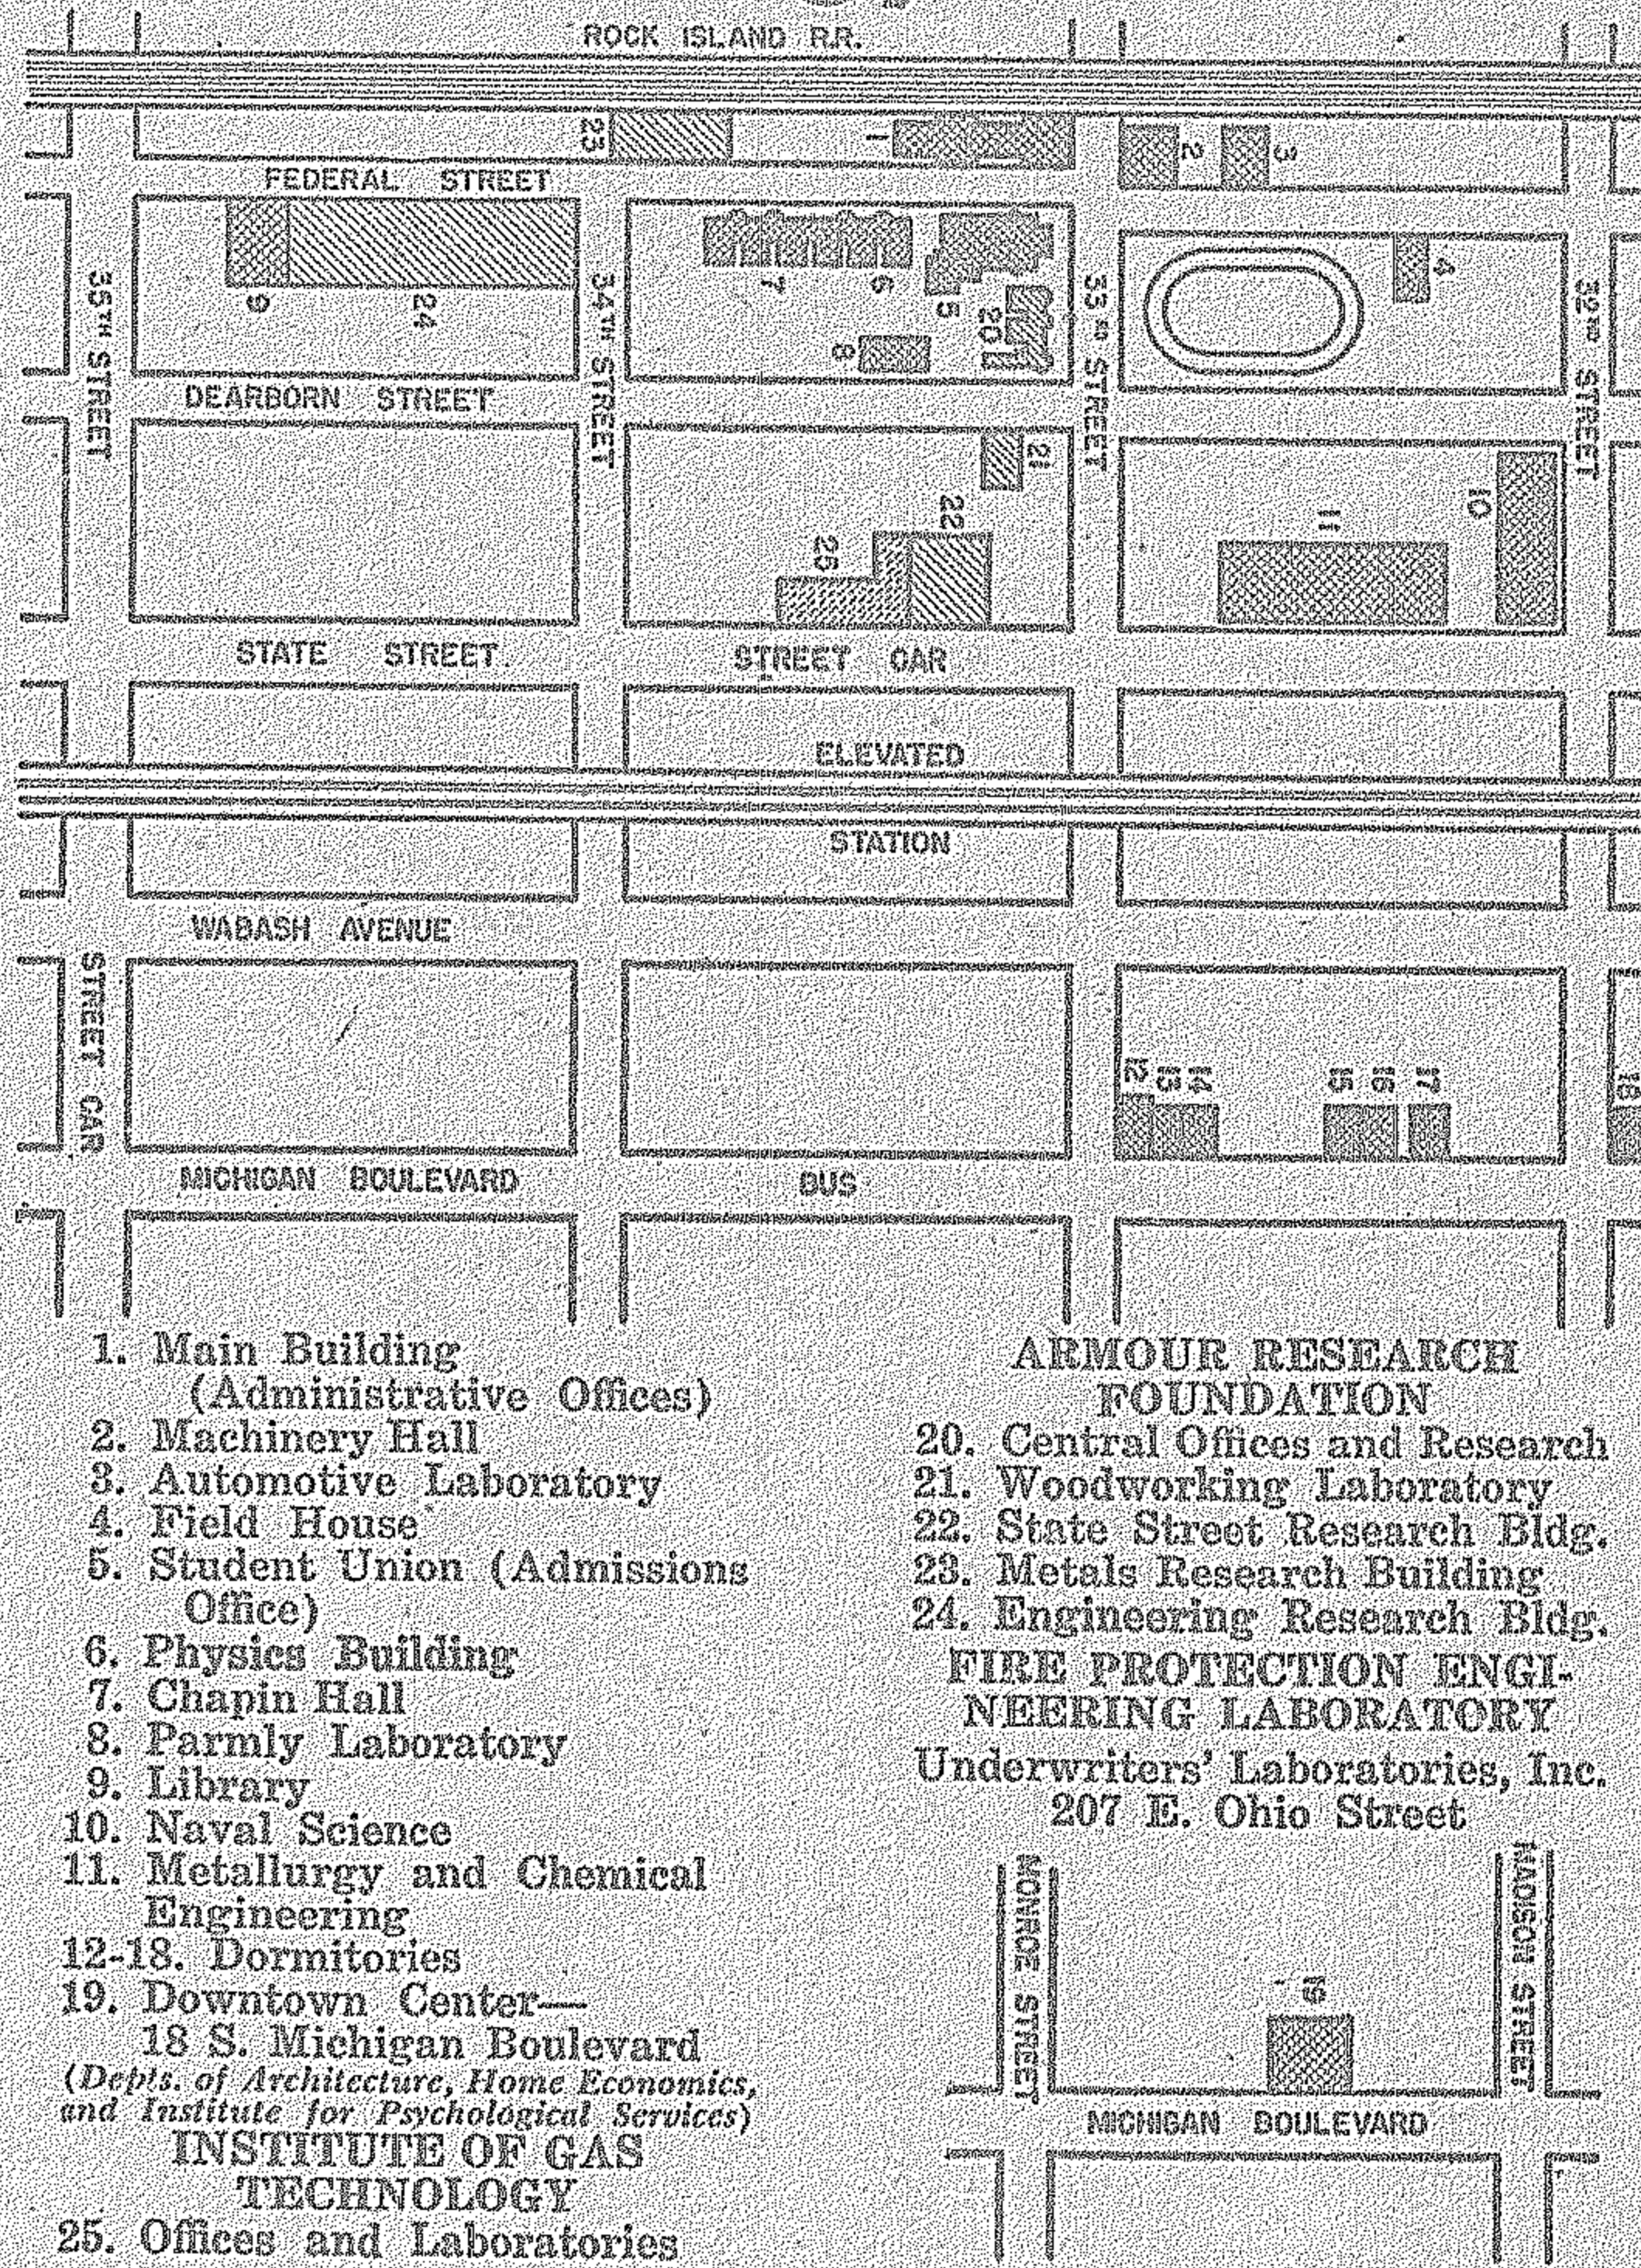 ROCK ISLAND R.R.
23
1
2
3
FEDERAL STREET
35TH STREET
9
24
34TH STREET
7
6
5
20
8
33RD STREET
4
32ND STREET
DEARBORN STREET
21
22
25
11
10
STATE STREET.
STREET CAR
ELEVATED
STATION
WABASH AVENUE
STREET CAR
12 13 14 15 16 17 18
MICHIGAN BOULEVARD
BUS
1. Main Building
(Administrative Offices)
2. Machinery Hall
3. Automotive Laboratory
4. Field House
5. Student Union (Admissions
Office)
6. Physics Building
7. Chapin Hall
8. Parmly Laboratory
9. Library
10. Naval Science
11. Metallurgy and Chemical
Engineering
12-18. Dormitories
19. Downtown Center—
18 S. Michigan Boulevard
(Depts. of Architecture, Home Economics,
and Institute for Psychological Services)
INSTITUTE OF GAS
TECHNOLOGY
25. Offices and Laboratories
ARMOUR RESEARCH
FOUNDATION
20. Central Offices and Research
21. Woodworking Laboratory
22. State Street Research Bldg.
23. Metals Research Building
24. Engineering Research Bldg.
FIRE PROTECTION ENGI-
NEERING LABORATORY
Underwriters' Laboratories, Inc.
207 E. Ohio Street
MONROE STREET
19
MADISON STREET
MICHIGAN BOULEVARD